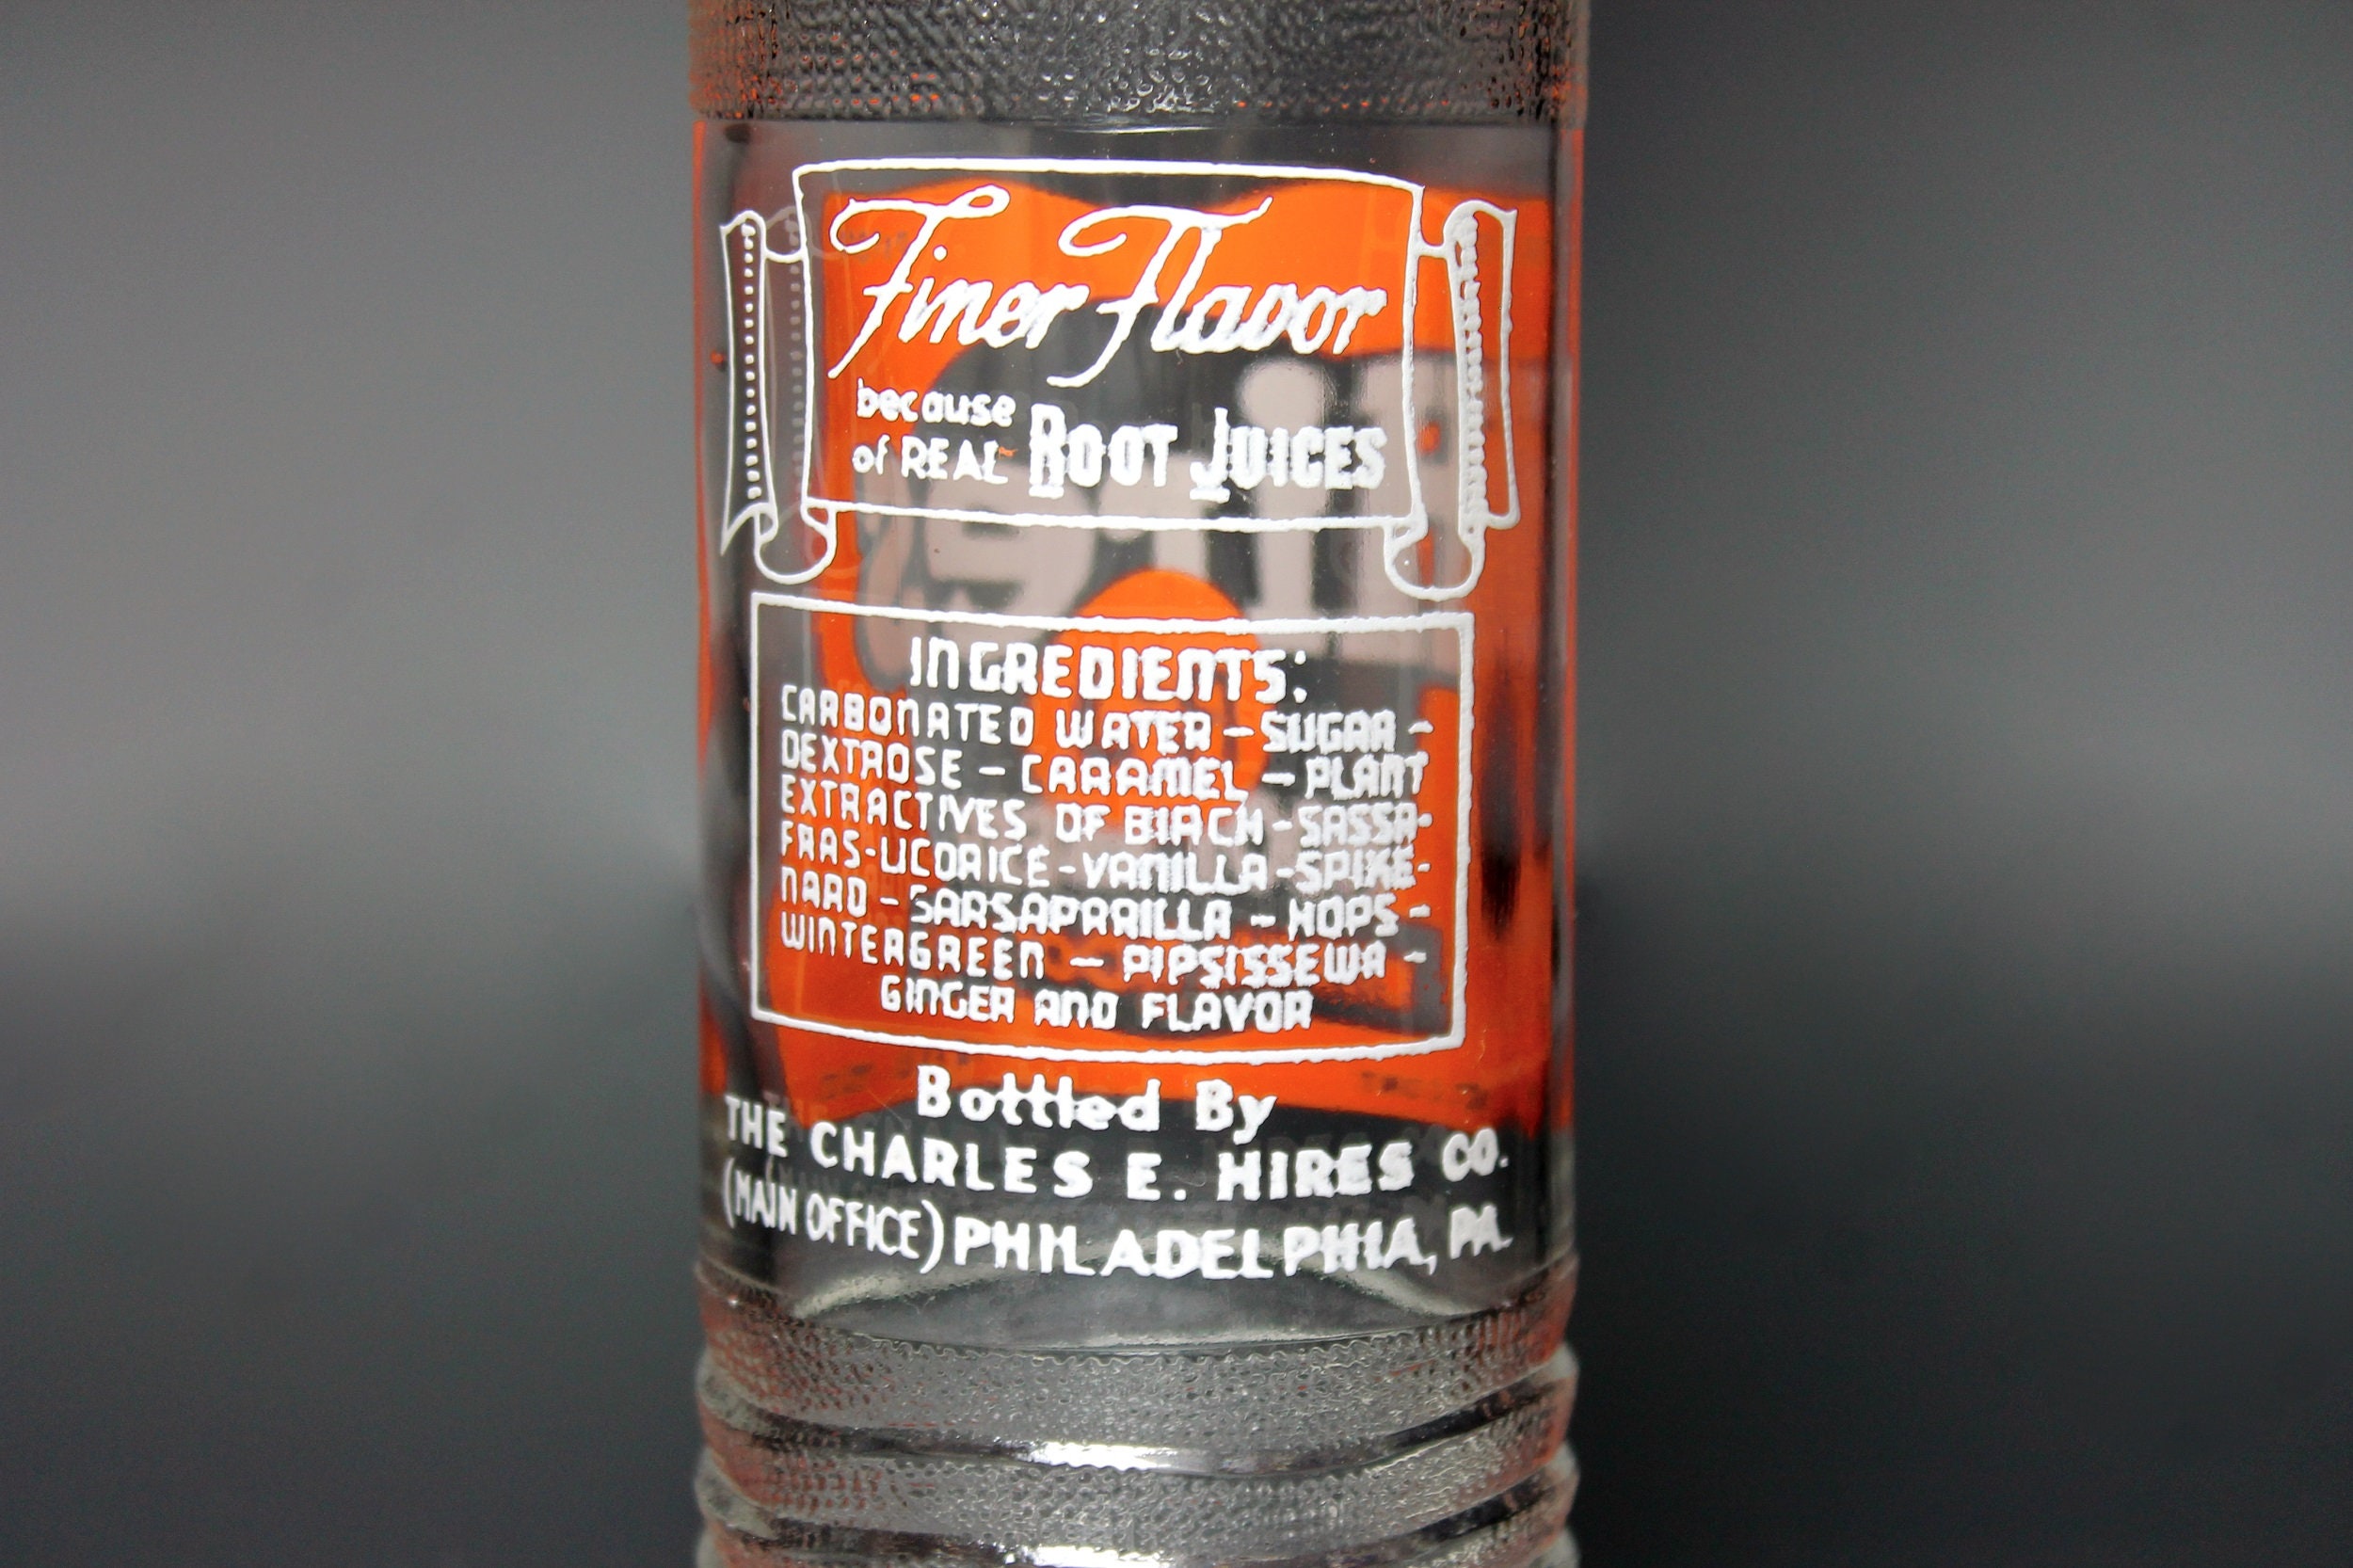 Finer Flavor
because
of REAL ROOT JUICES
INGREDIENTS:
CARBONATED WATER - SUGAR -
DEXTROSE - CARAMEL - PLANT
EXTRACTIVES OF BIRCH - SASSA-
FRAS - LICORICE - VANILLA - SPIKE-
NARD - SARSAPARILLA - HOPS -
WINTERGREEN - PIPSISSEWA -
GINGER AND FLAVOR
Bottled By
THE CHARLES E. HIRES CO.
(MAIN OFFICE) PHILADELPHIA, PA.